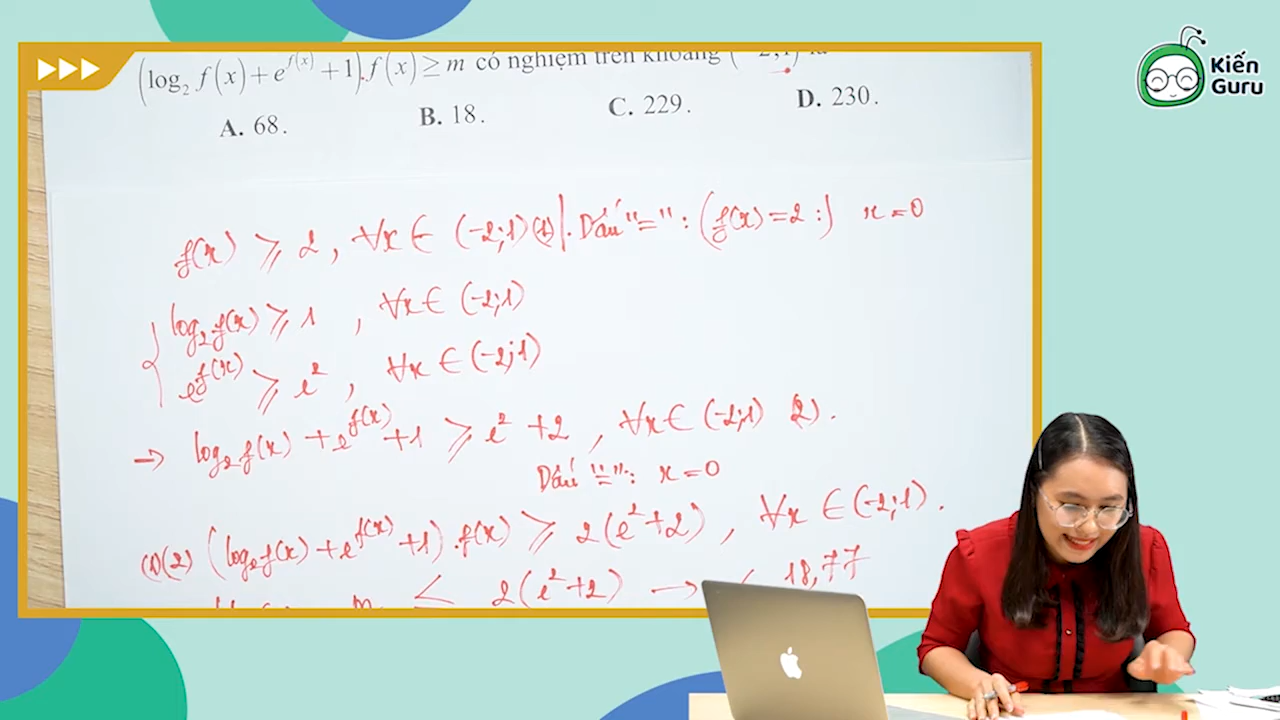 (log₂ f(x) + e^{f(x)} + 1).f(x) ≥ m có nghiệm trên khoảng (-2;1)
A. 68. B. 18. C. 229. D. 230.
Kiến
Guru
f(x) ≥ 2, ∀x ∈ (-2;1) (1) | . Dấu "=" : (f(x) = 2 :) x = 0
{ log₂ f(x) ≥ 1 , ∀x ∈ (-2;1)
e^{f(x)} ≥ e² , ∀x ∈ (-2;1)
→ log₂ f(x) + e^{f(x)} + 1 ≥ e² + 2 , ∀x ∈ (-2;1) (2).
Dấu "=": x = 0
(1)(2) (log₂ f(x) + e^{f(x)} + 1).f(x) ≥ 2(e² + 2) , ∀x ∈ (-2;1).
m ≤ 2(e² + 2) → ≤ 18,77